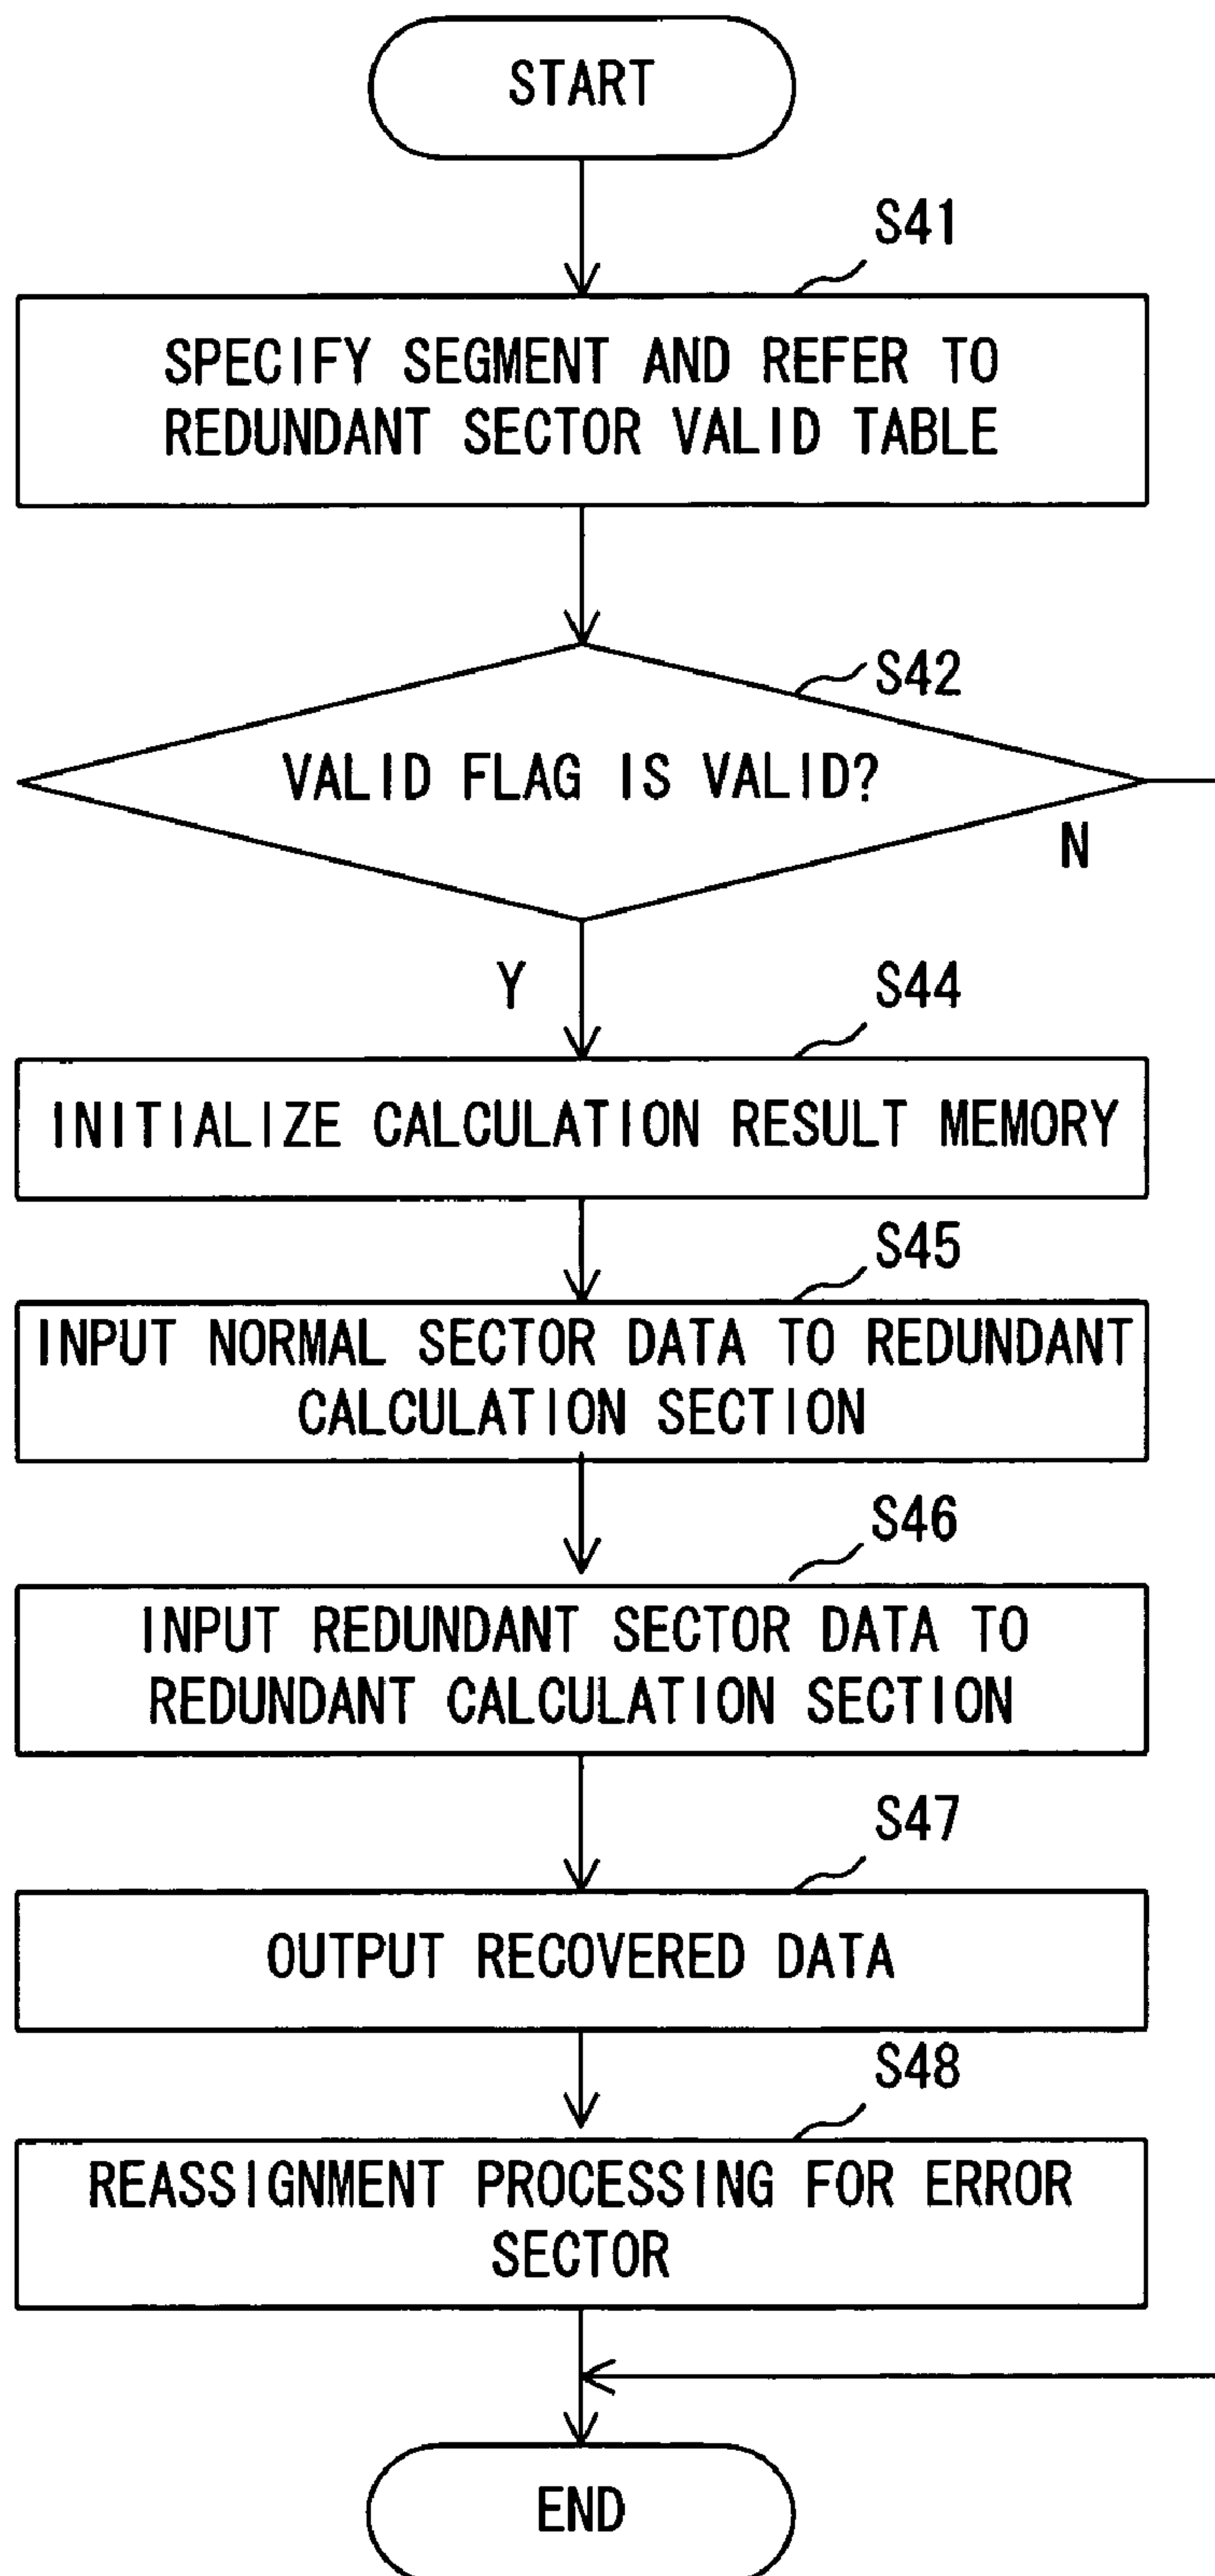 START
S41
SPECIFY SEGMENT AND REFER TO
REDUNDANT SECTOR VALID TABLE
S42
VALID FLAG IS VALID?
N
Y
S44
INITIALIZE CALCULATION RESULT MEMORY
S45
INPUT NORMAL SECTOR DATA TO REDUNDANT
CALCULATION SECTION
S46
INPUT REDUNDANT SECTOR DATA TO
REDUNDANT CALCULATION SECTION
S47
OUTPUT RECOVERED DATA
S48
REASSIGNMENT PROCESSING FOR ERROR
SECTOR
END